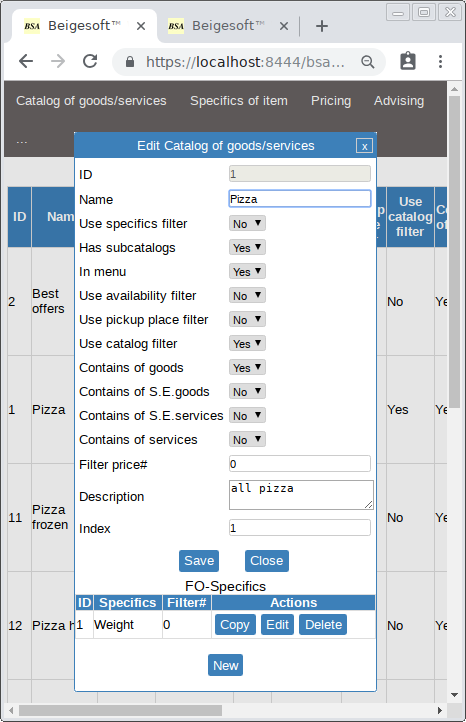 BSA Beigesoft™ ×
BSA Beigesoft™ ×
https://localhost:8444/bsa...
Catalog of goods/services Specifics of item Pricing Advising
...
Edit Catalog of goods/services x
ID 1
Name Pizza
Use specifics filter No
Has subcatalogs Yes
In menu Yes
Use availability filter No
Use pickup place filter No
Use catalog filter Yes
Contains of goods Yes
Contains of S.E.goods No
Contains of S.E.services No
Contains of services No
Filter price# 0
Description all pizza
Index 1
Save Close
FO-Specifics
ID Specifics Filter# Actions
1 Weight 0 Copy Edit Delete
New
ID Nam p e Use catalog filter C of
2 Best offers No Ye
1 Pizza Yes Ye
11 Pizza frozen No Ye
12 Pizza h No Ye